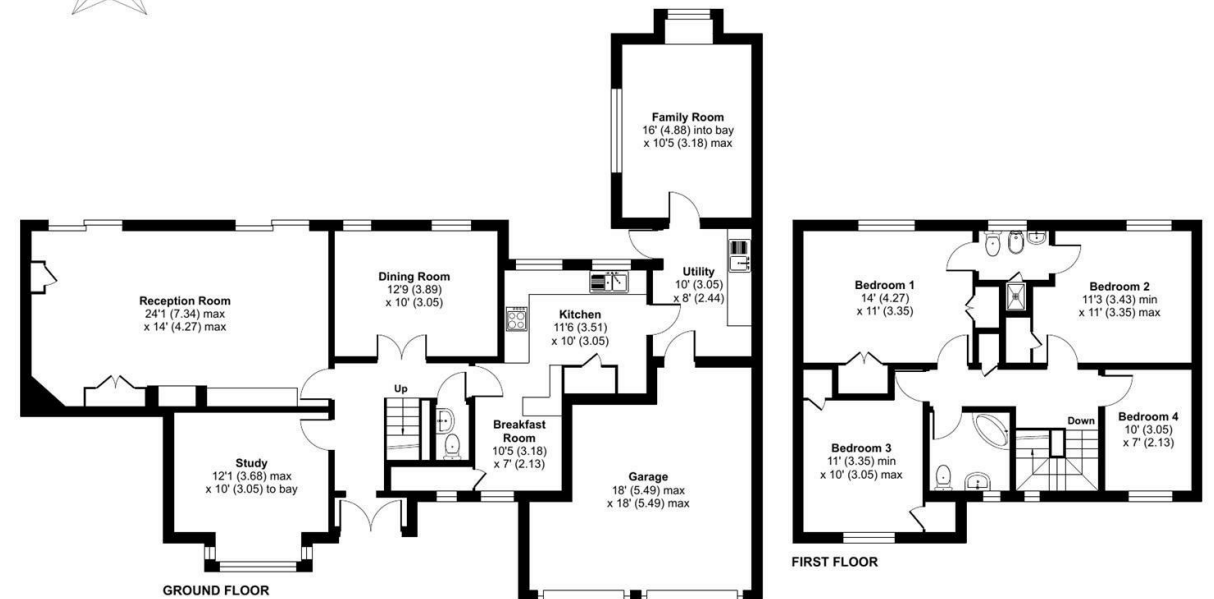 Family Room
16' (4.88) into bay
x 10'5 (3.18) max
Reception Room
24'1 (7.34) max
x 14' (4.27) max
Dining Room
12'9 (3.89)
x 10' (3.05)
Kitchen
11'6 (3.51)
x 10' (3.05)
Utility
10' (3.05)
x 8' (2.44)
Up
Breakfast
Room
10'5 (3.18)
x 7' (2.13)
Study
12'1 (3.68) max
x 10' (3.05) to bay
Garage
18' (5.49) max
x 18' (5.49) max
GROUND FLOOR
Bedroom 1
14' (4.27)
x 11' (3.35)
Bedroom 2
11'3 (3.43) min
x 11' (3.35) max
Bedroom 3
11' (3.35) min
x 10' (3.05) max
Down
Bedroom 4
10' (3.05)
x 7' (2.13)
FIRST FLOOR